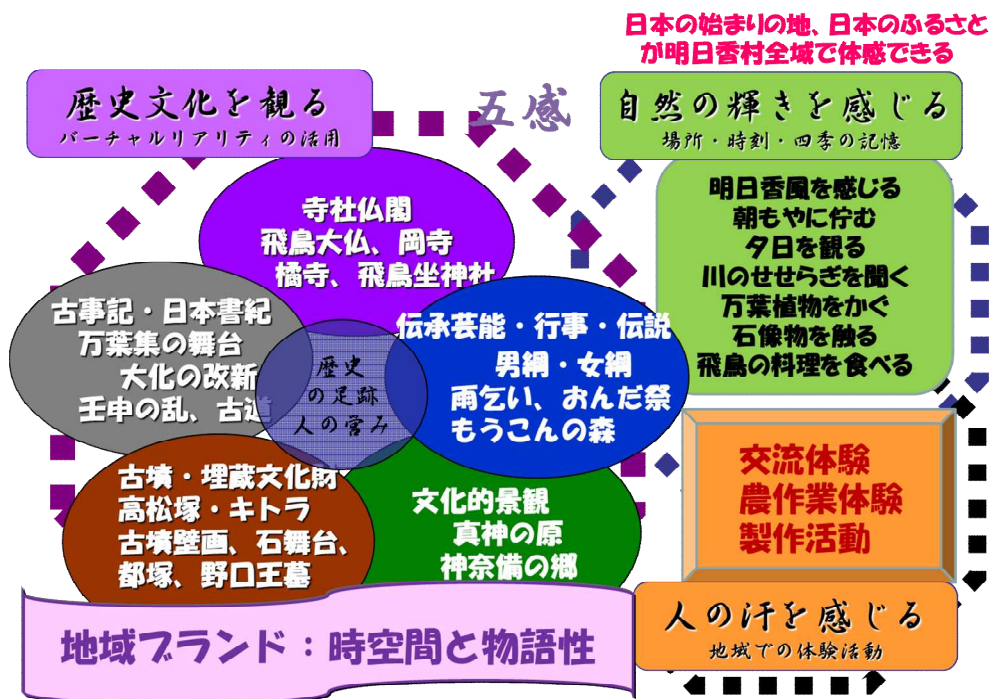 日本の始まりの地、日本のふるさと
が明日香村全域で体感できる
歴史文化を観る
バーチャルリアリティの活用
五感
自然の輝きを感じる
場所・時刻・四季の記憶
寺社仏閣
飛鳥大仏、岡寺
橘寺、飛鳥坐神社
古事記・日本書紀
万葉集の舞台
大化の改新
壬申の乱、古道
伝承芸能・行事・伝説
男綱・女綱
雨乞い、おんだ祭
もうこんの森
歴史
の足跡
人の営み
古墳・埋蔵文化財
高松塚・キトラ
古墳壁画、石舞台、
都塚、野口王墓
文化的景観
真神の原
神奈備の郷
明日香風を感じる
朝もやに佇む
夕日を観る
川のせせらぎを聞く
万葉植物をかぐ
石像物を触る
飛鳥の料理を食べる
交流体験
農作業体験
製作活動
人の汗を感じる
地域での体験活動
地域ブランド：時空間と物語性